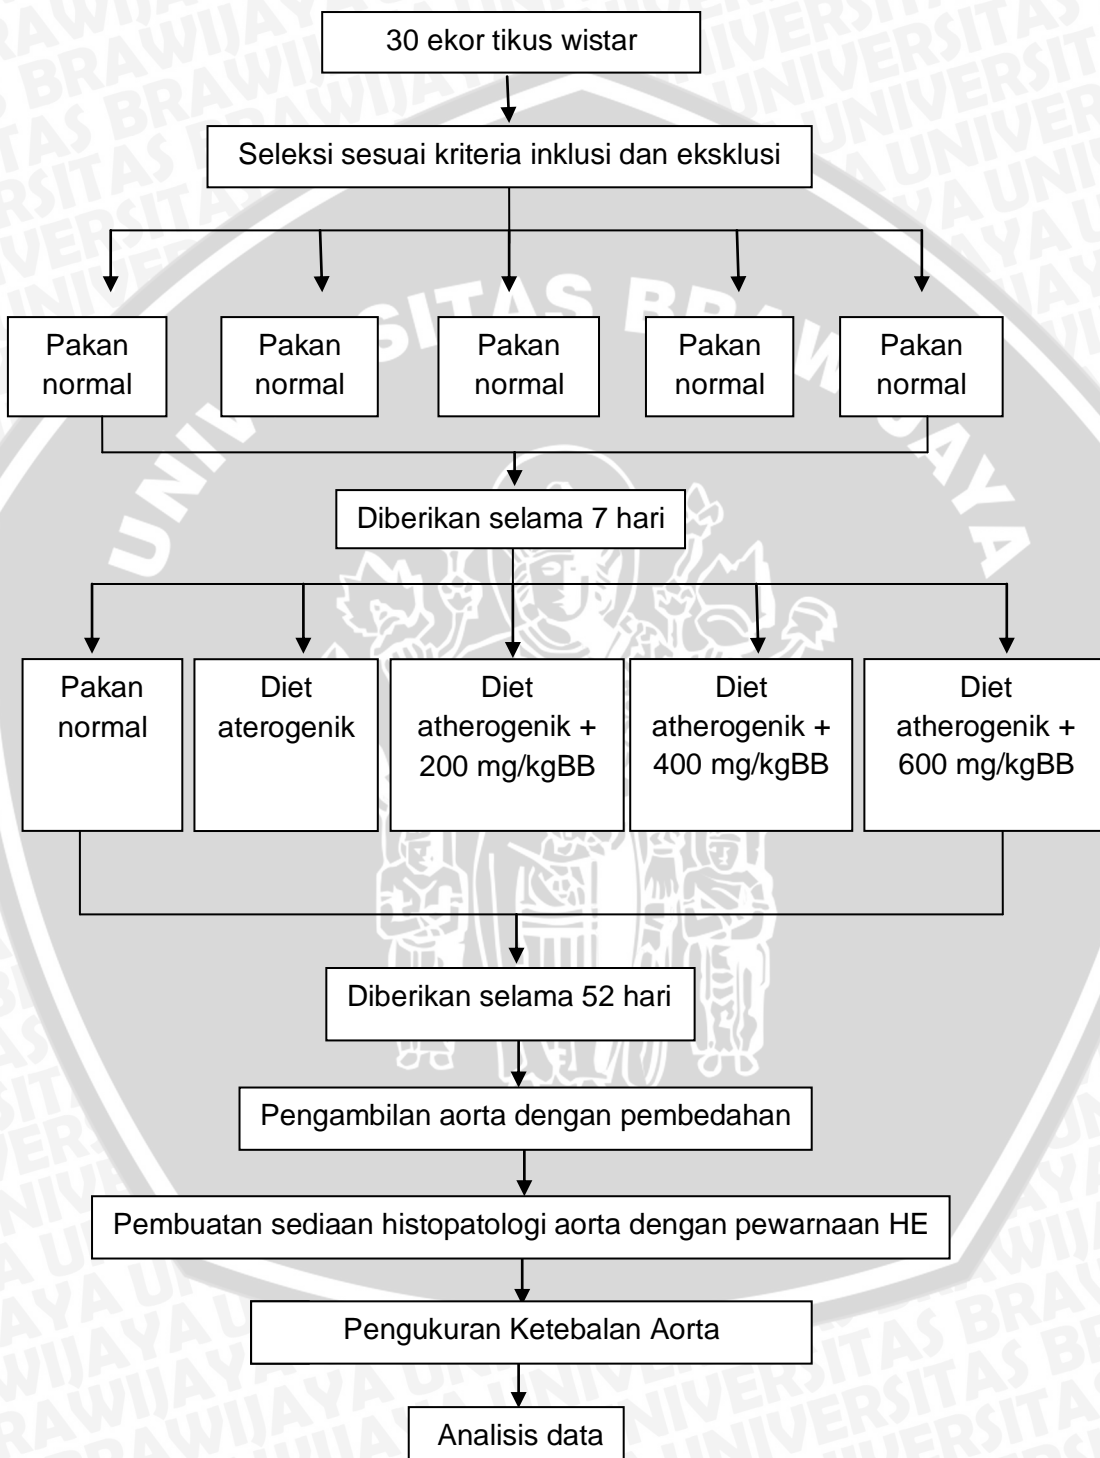 30 ekor tikus wistar
Seleksi sesuai kriteria inklusi dan eksklusi
UNIVERSITAS BRAWIJAYA
Pakan
normal
Pakan
normal
Pakan
normal
Pakan
normal
Pakan
normal
Diberikan selama 7 hari
Pakan
normal
Diet
aterogenik
Diet
atherogenik +
200 mg/kgBB
Diet
atherogenik +
400 mg/kgBB
Diet
atherogenik +
600 mg/kgBB
Diberikan selama 52 hari
Pengambilan aorta dengan pembedahan
Pembuatan sediaan histopatologi aorta dengan pewarnaan HE
Pengukuran Ketebalan Aorta
Analisis data